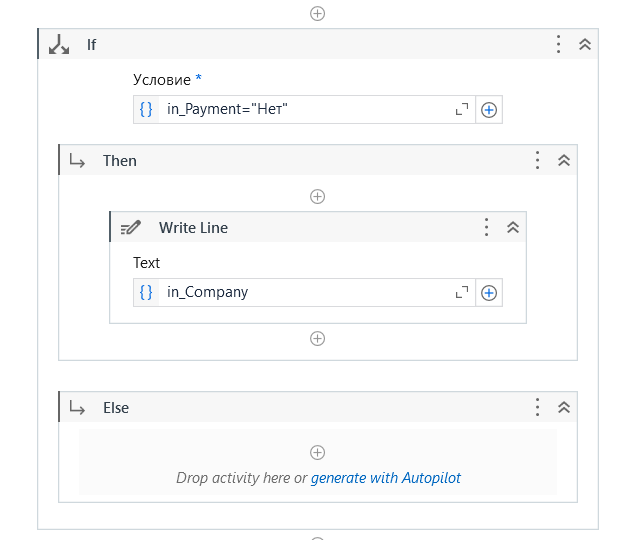 If
Условие *
{} in_Payment="Нет"
Then
Write Line
Text
{} in_Company
Else
Drop activity here or generate with Autopilot